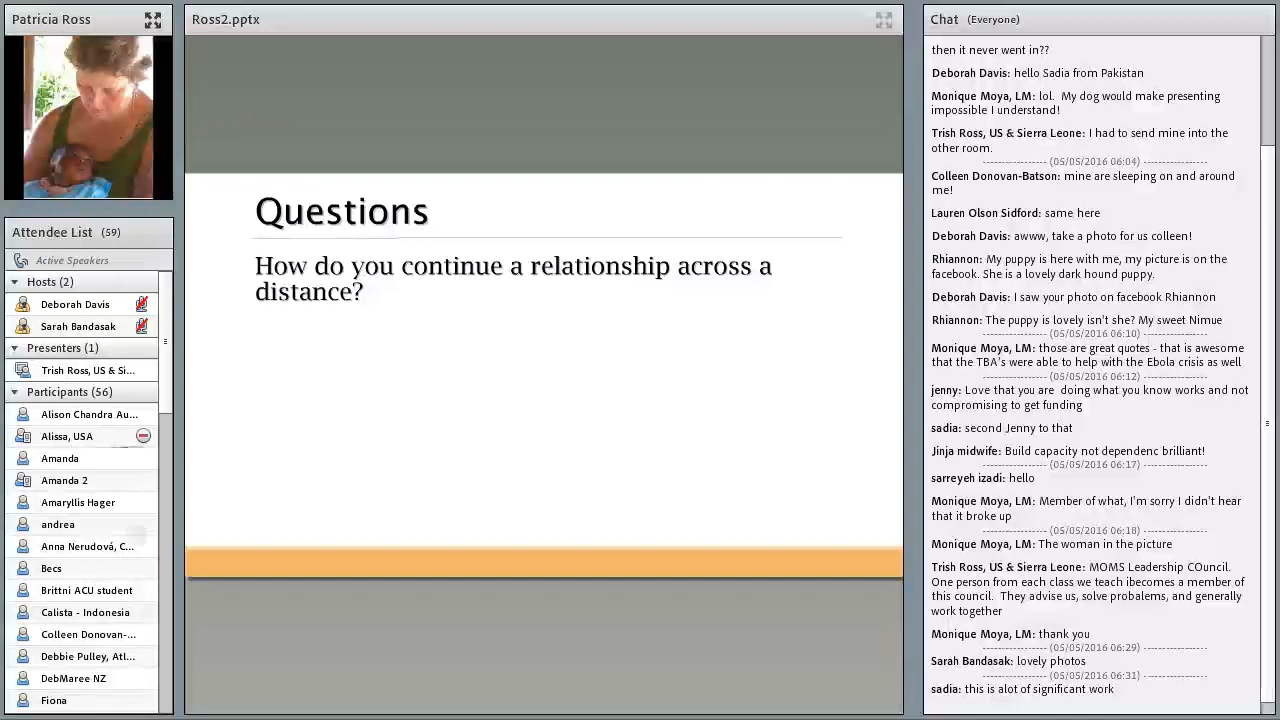 Patricia Ross
Attendee List (59)
Active Speakers
Hosts (2)
Deborah Davis
Sarah Bandasak
Presenters (1)
Trish Ross, US & Si...
Participants (56)
Alison Chandra Au...
Alissa, USA
Amanda
Amanda 2
Amaryllis Hager
andrea
Anna Nerudová, C...
Becs
Brittni ACU student
Calista - Indonesia
Colleen Donovan-...
Debbie Pulley, Atl...
DebMaree NZ
Fiona
Ross2.pptx
Questions
How do you continue a relationship across a
distance?
Chat (Everyone)
then it never went in??
Deborah Davis: hello Sadia from Pakistan
Monique Moya, LM: lol. My dog would make presenting
impossible I understand!
Trish Ross, US & Sierra Leone: I had to send mine into the
other room.
------------------ (05/05/2016 06:04) ------------------
Colleen Donovan-Batson: mine are sleeping on and around
me!
Lauren Olson Sidford: same here
Deborah Davis: awww, take a photo for us colleen!
Rhiannon: My puppy is here with me, my picture is on the
facebook. She is a lovely dark hound puppy.
Deborah Davis: I saw your photo on facebook Rhiannon
Rhiannon: The puppy is lovely isn't she? My sweet Nimue
------------------ (05/05/2016 06:10) ------------------
Monique Moya, LM: those are great quotes - that is awesome
that the TBA's were able to help with the Ebola crisis as well
------------------ (05/05/2016 06:12) ------------------
jenny: Love that you are doing what you know works and not
compromising to get funding
sadia: second Jenny to that
Jinja midwife: Build capacity not dependenc brilliant!
------------------ (05/05/2016 06:17) ------------------
sarreyeh izadi: hello
Monique Moya, LM: Member of what, I'm sorry I didn't hear
that it broke up
------------------ (05/05/2016 06:18) ------------------
Monique Moya, LM: The woman in the picture
Trish Ross, US & Sierra Leone: MOMS Leadership COuncil.
One person from each class we teach ibecomes a member of
this council. They advise us, solve probalems, and generally
work together
Monique Moya, LM: thank you
------------------ (05/05/2016 06:29) ------------------
Sarah Bandasak: lovely photos
------------------ (05/05/2016 06:31) ------------------
sadia: this is alot of significant work